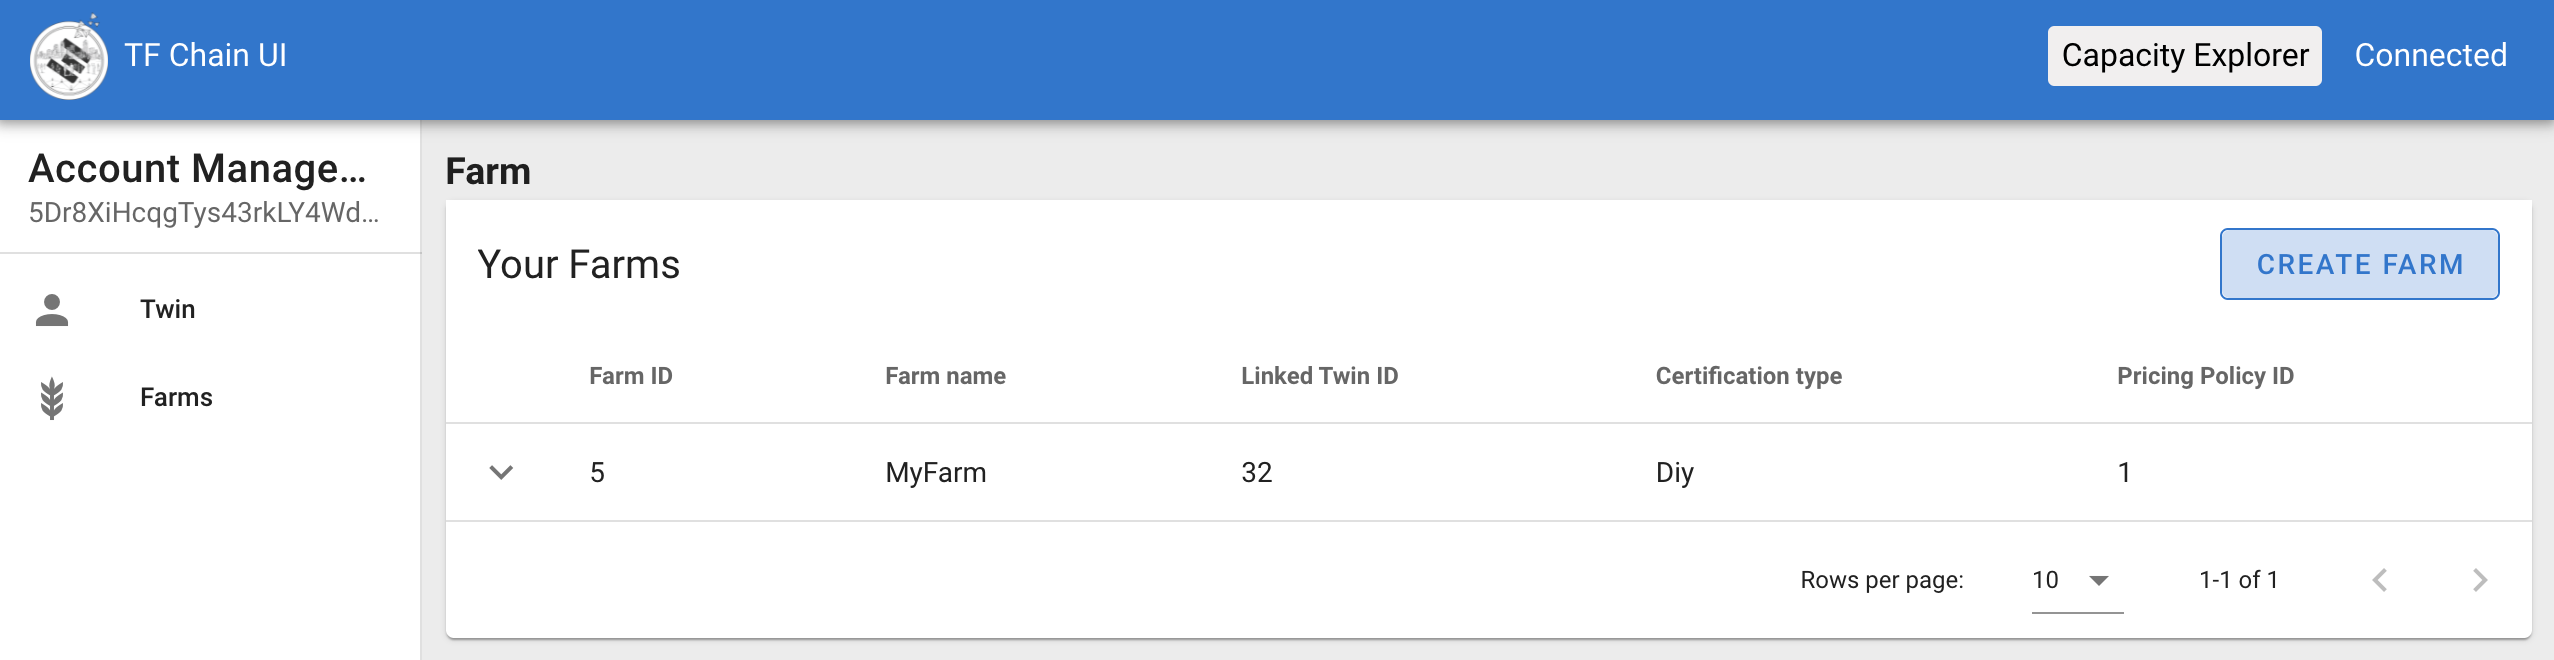 TF Chain UI
Capacity Explorer
Connected
Account Manage...
5Dr8XiHcqgTys43rkLY4Wd...
Twin
Farms
Farm
Your Farms
CREATE FARM
Farm ID Farm name Linked Twin ID Certification type Pricing Policy ID
5 MyFarm 32 Diy 1
Rows per page: 10 1-1 of 1